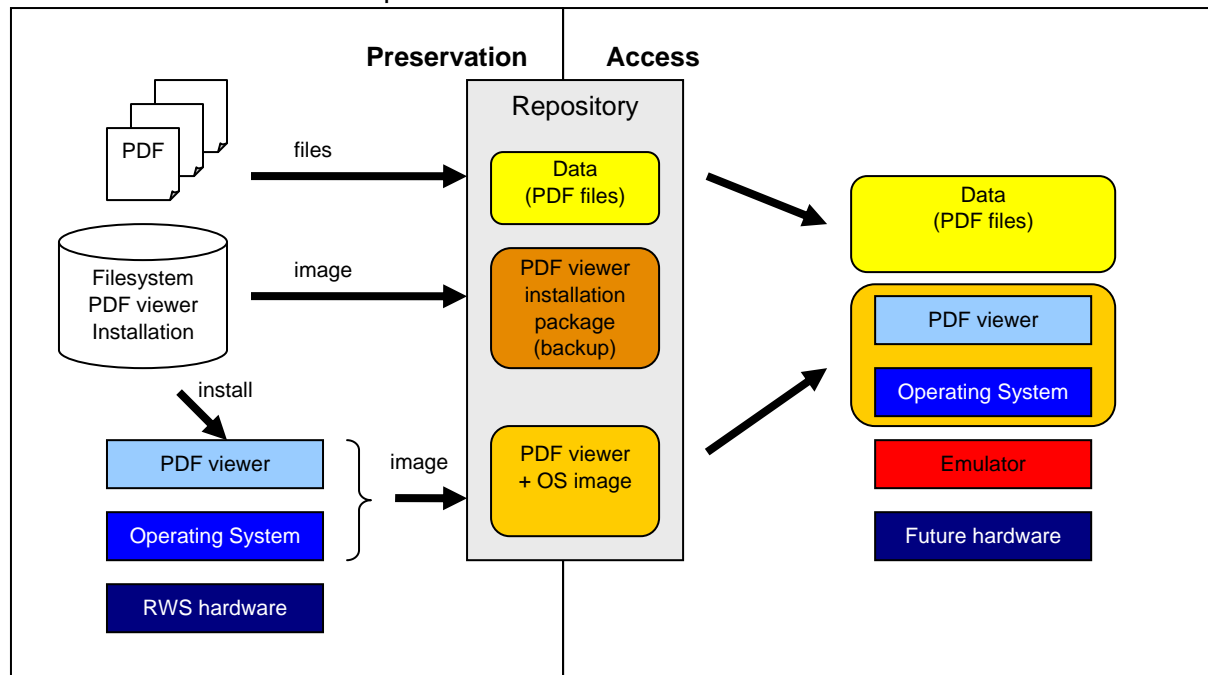 Preservation
Access
Repository
PDF
files
Data
(PDF files)
Data
(PDF files)
Filesystem
PDF viewer
Installation
image
PDF viewer
installation
package
(backup)
PDF viewer
Operating System
install
PDF viewer
Operating System
image
PDF viewer
+ OS image
Emulator
Future hardware
RWS hardware